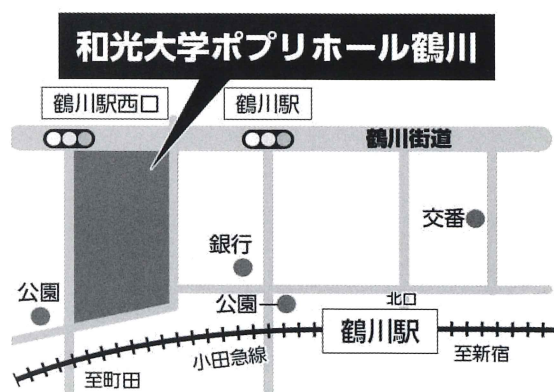 和光大学ポプリホール鶴川
鶴川駅西口
鶴川駅
鶴川街道
交番
銀行
公園
公園
北口
鶴川駅
小田急線
至新宿
至町田